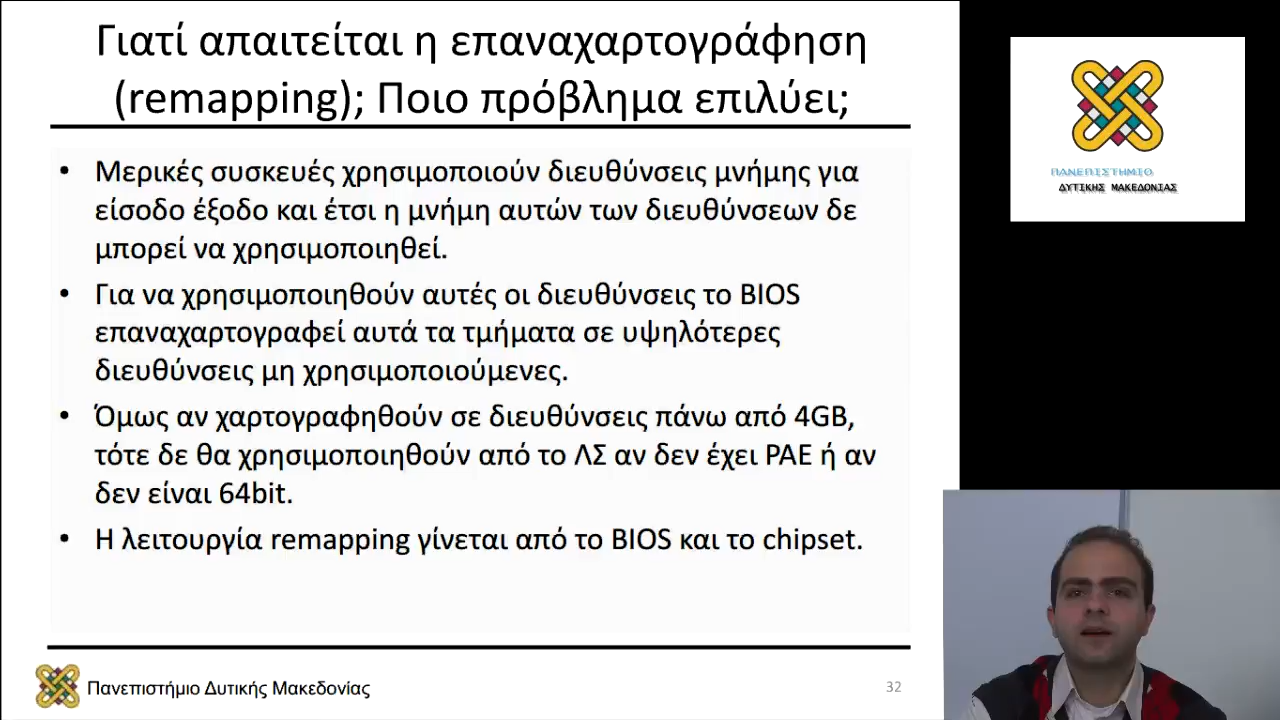 Γιατί απαιτείται η επαναχαρτογράφηση
(remapping); Ποιο πρόβλημα επιλύει;
• Μερικές συσκευές χρησιμοποιούν διευθύνσεις μνήμης για
είσοδο έξοδο και έτσι η μνήμη αυτών των διευθύνσεων δε
μπορεί να χρησιμοποιηθεί.
• Για να χρησιμοποιηθούν αυτές οι διευθύνσεις το BIOS
επαναχαρτογραφεί αυτά τα τμήματα σε υψηλότερες
διευθύνσεις μη χρησιμοποιούμενες.
• Όμως αν χαρτογραφηθούν σε διευθύνσεις πάνω από 4GB,
τότε δε θα χρησιμοποιηθούν από το ΛΣ αν δεν έχει PAE ή αν
δεν είναι 64bit.
• Η λειτουργία remapping γίνεται από το BIOS και το chipset.
Πανεπιστήμιο Δυτικής Μακεδονίας
32
ΠΑΝΕΠΙΣΤΗΜΙΟ
ΔΥΤΙΚΗΣ ΜΑΚΕΔΟΝΙΑΣ